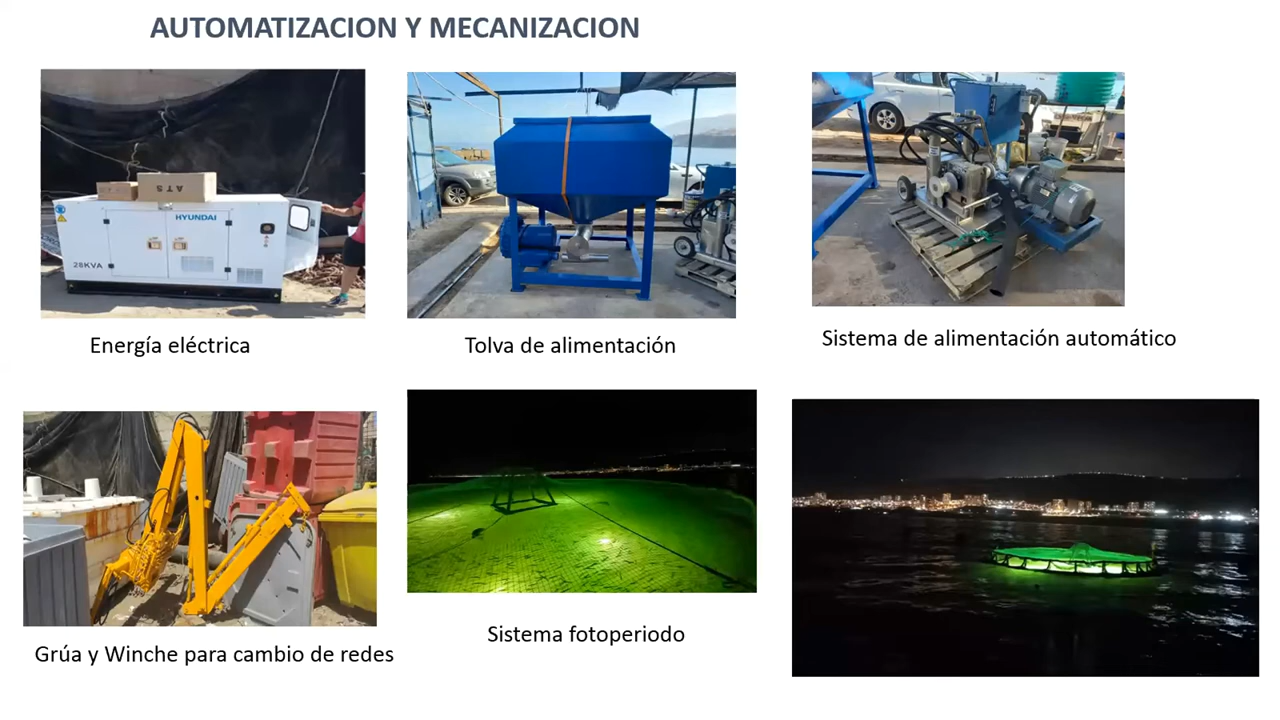 AUTOMATIZACION Y MECANIZACION
ATS
HYUNDAI
28KVA
Energía eléctrica
Tolva de alimentación
Sistema de alimentación automático
Grúa y Winche para cambio de redes
Sistema fotoperiodo